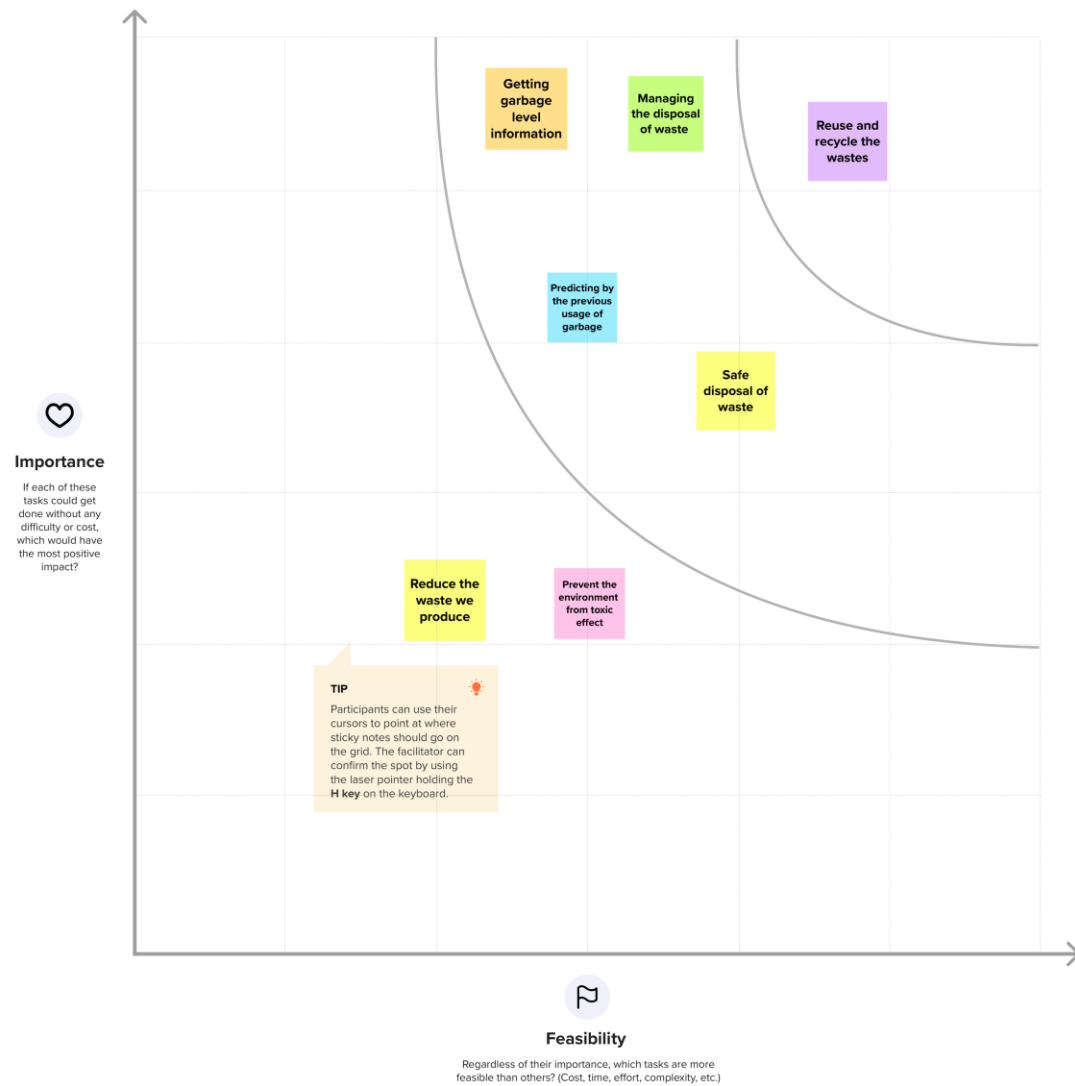 Getting
garbage
level
information
Managing
the disposal
of waste
Reuse and
recycle the
wastes
Predicting by
the previous
usage of
garbage
Safe
disposal of
waste
Importance
If each of these
tasks could get
done without any
difficulty or cost,
which would have
the most positive
impact?
Reduce the
waste we
produce
Prevent the
environment
from toxic
effect
TIP
Participants can use their
cursors to point at where
sticky notes should go on
the grid. The facilitator can
confirm the spot by using
the laser pointer holding the
H key on the keyboard.
Feasibility
Regardless of their importance, which tasks are more
feasible than others? (Cost, time, effort, complexity, etc.)